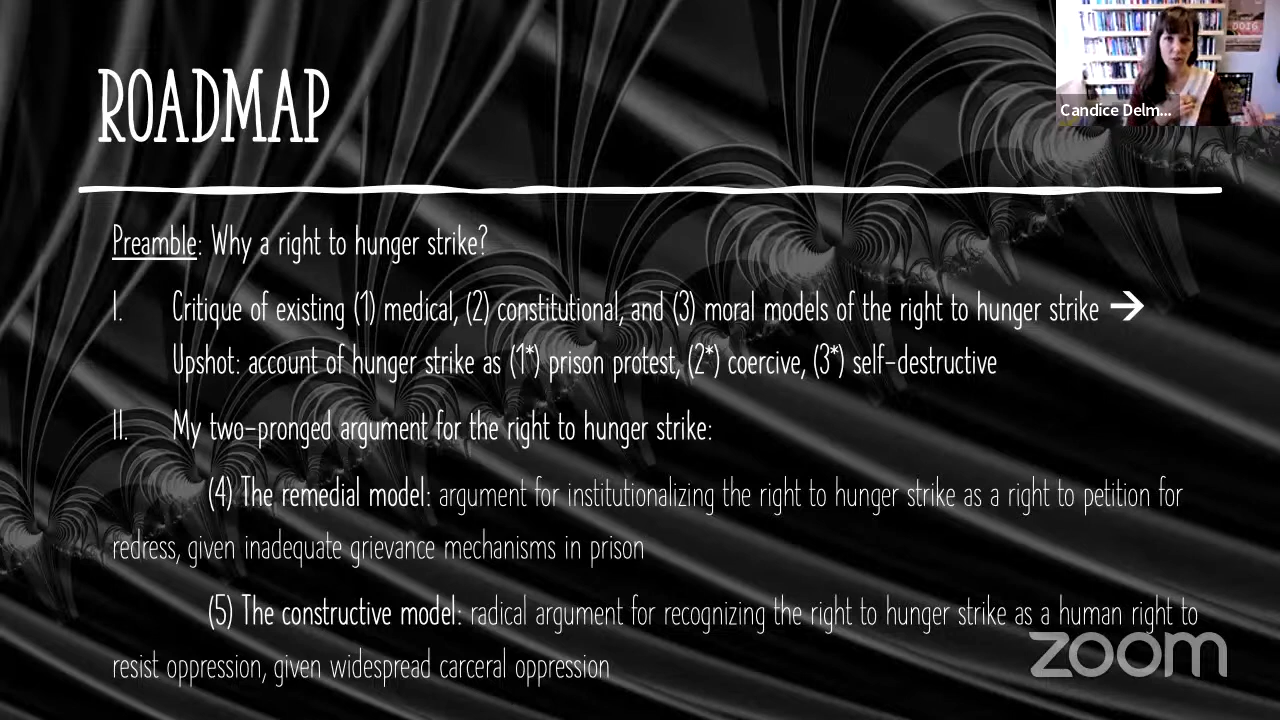 Candice Delm...
ROADMAP
Preamble: Why a right to hunger strike?
I. Critique of existing (1) medical, (2) constitutional, and (3) moral models of the right to hunger strike →
Upshot: account of hunger strike as (1*) prison protest, (2*) coercive, (3*) self-destructive
II. My two-pronged argument for the right to hunger strike:
(4) The remedial model: argument for institutionalizing the right to hunger strike as a right to petition for
redress, given inadequate grievance mechanisms in prison
(5) The constructive model: radical argument for recognizing the right to hunger strike as a human right to
resist oppression, given widespread carceral oppression
zoom